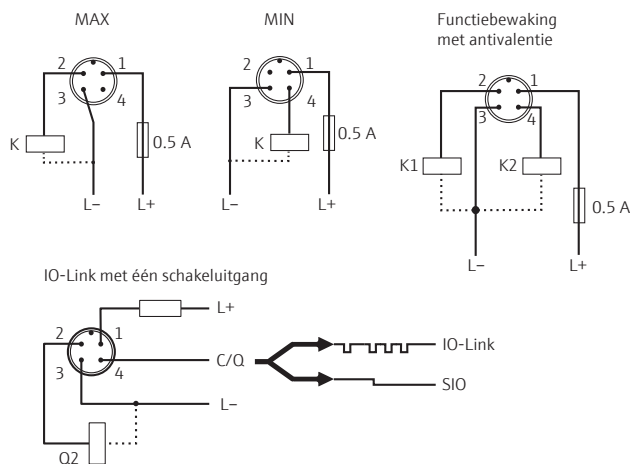 MAX
2 1
3 4
K
0.5 A
L– L+
MIN
2 1
3 4
K
0.5 A
L– L+
Functiebewaking
met antivalentie
2 1
3 4
K1 K2
0.5 A
L– L+
IO-Link met één schakeluitgang
L+
2 1
3 4
C/Q
IO-Link
SIO
L–
Q2